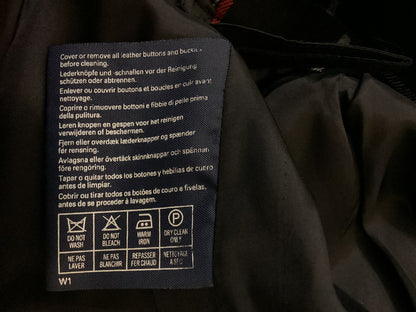 Cover or remove all leather buttons and buckles
before cleaning.
Lederknöpfe und -schnallen vor der Reinigung
schützen oder abtrennen.
Enlever ou couvrir boutons et boucles en cuir avant
nettoyage.
Coprire o rimuovere bottoni e fibbie di pelle prima
della pulitura.
Leren knopen en gespen voor het reinigen
verwijderen of beschermen.
Fjern eller overdæk læderknapper og spænder
før rensning.
Avlägsna eller övertäck skinnknappar och spännen
före rengöring.
Tapar o quitar todos los botones y hebillas de cuero
antes de limpiar.
Cobrir ou tirar todos os botões de couro e fivelas,
antes de se proceder á lavagem.
DO NOT WASH
DO NOT BLEACH
WARM IRON
P
DRY CLEAN ONLY
NE PAS LAVER
NE PAS BLANCHIR
REPASSER FER CHAUD
NETTOYAGE A SEC
W1